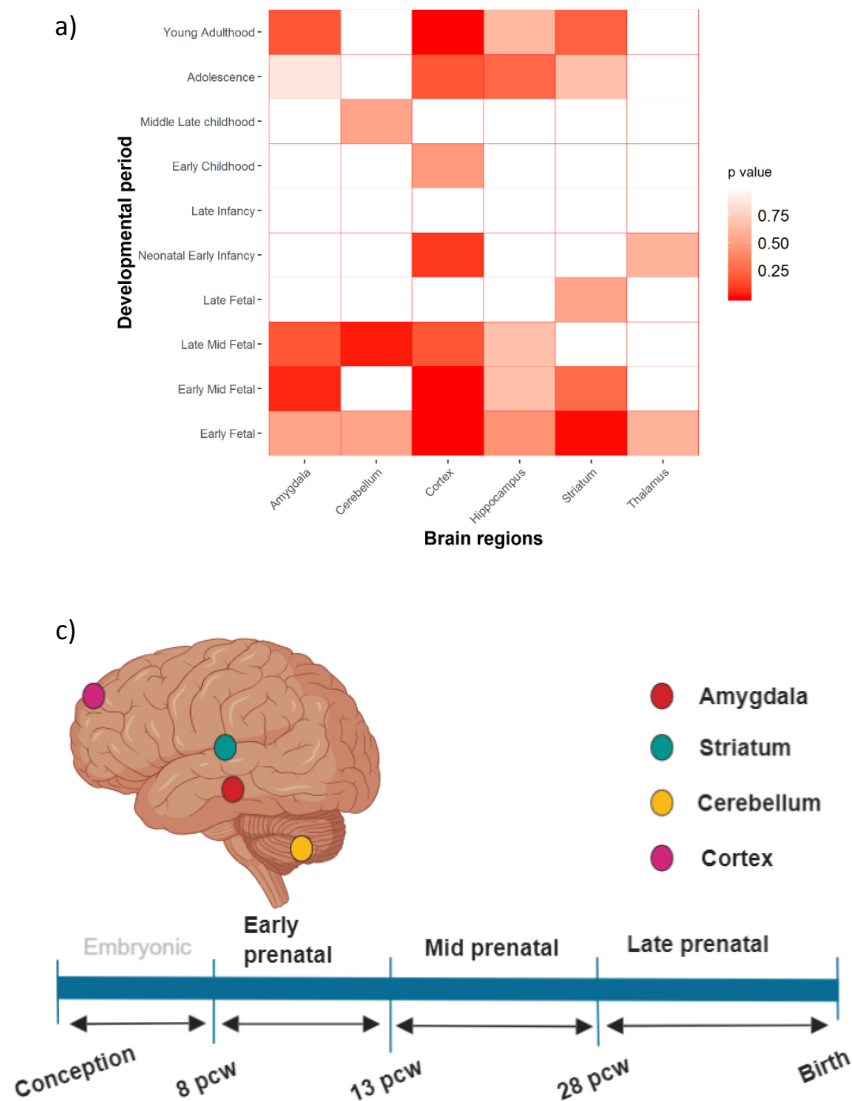 a)
Developmental period
Young Adulthood
Adolescence
Middle Late childhood
Early Childhood
Late Infancy
Neonatal Early Infancy
Late Fetal
Late Mid Fetal
Early Mid Fetal
Early Fetal
Amygdala
Cerebellum
Cortex
Hippocampus
Striatum
Thalamus
Brain regions
p value
0.75
0.50
0.25
c)
Amygdala
Striatum
Cerebellum
Cortex
Embryonic
Early
prenatal
Mid prenatal
Late prenatal
Conception
8 pcw
13 pcw
28 pcw
Birth